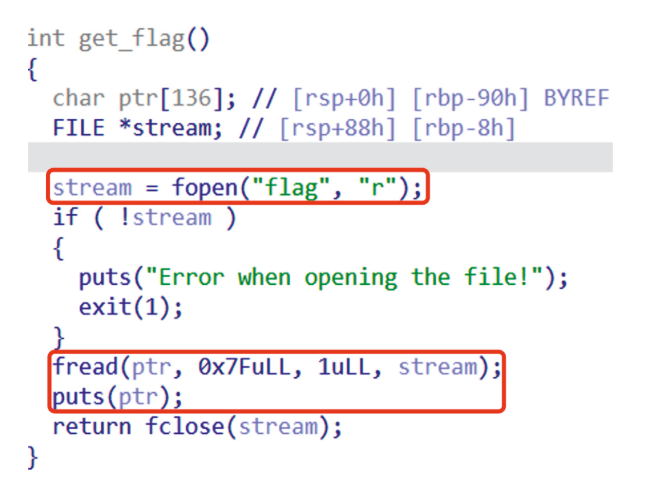 int get_flag()
{
char ptr[136]; // [rsp+0h] [rbp-90h] BYREF
FILE *stream; // [rsp+88h] [rbp-8h]
stream = fopen("flag", "r");
if ( !stream )
{
puts("Error when opening the file!");
exit(1);
}
fread(ptr, 0x7FuLL, 1uLL, stream);
puts(ptr);
return fclose(stream);
}